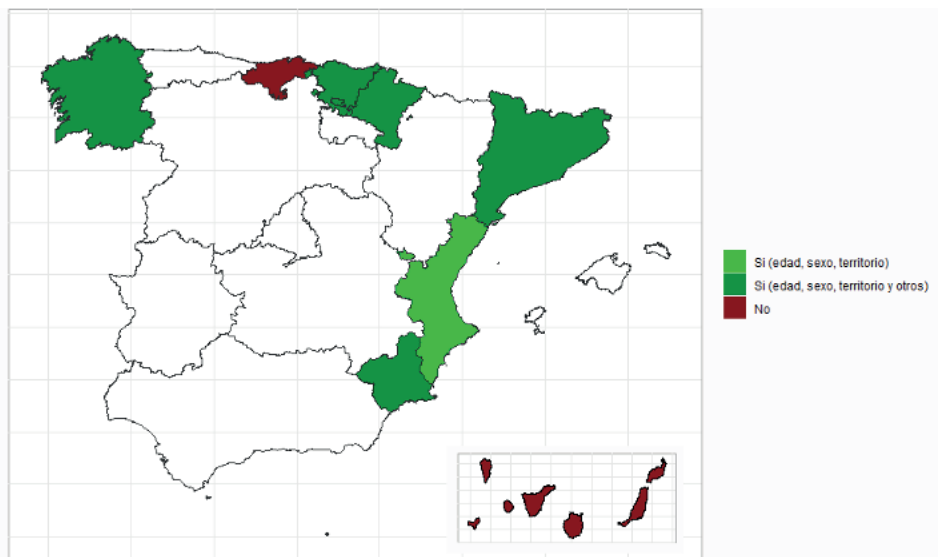 Si (edad, sexo, territorio)
Si (edad, sexo, territorio y otros)
No